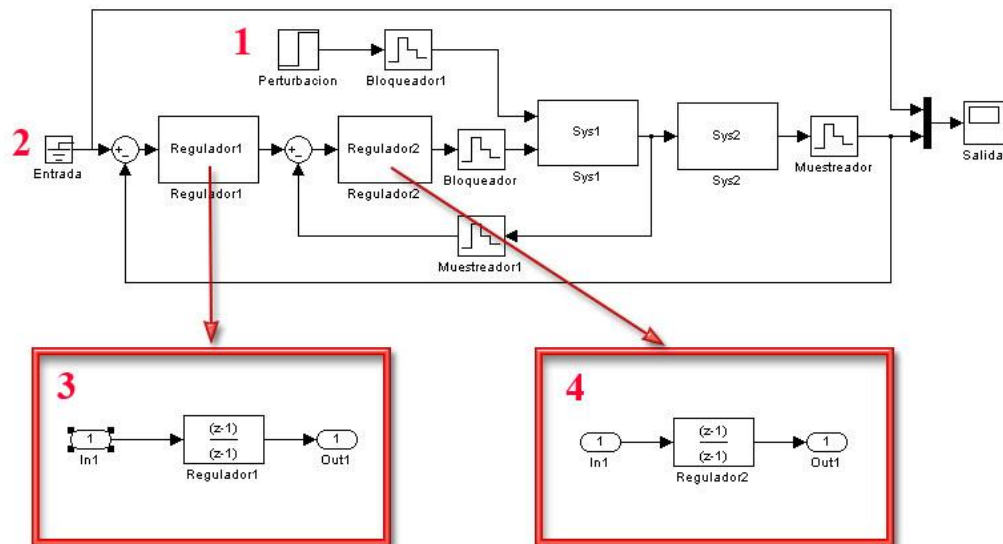 1
Perturbacion
Bloqueador1
2
Entrada
Regulador1
Regulador1
Regulador2
Regulador2
Bloqueador
Sys1
Sys1
Sys2
Sys2
Muestreador
Salida
Muestreador1
3
1
In1
(z-1)
(z-1)
Regulador1
1
Out1
4
1
In1
(z-1)
(z-1)
Regulador2
1
Out1